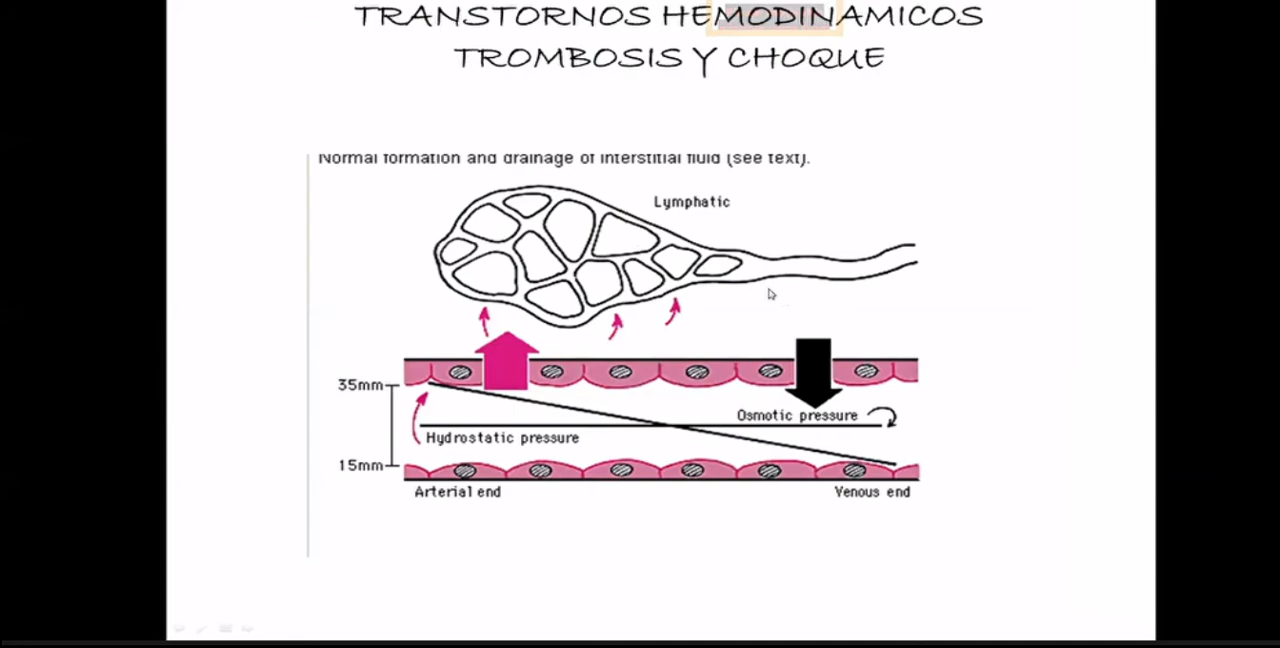 TRANSTORNOS HEMODINAMICOS
TROMBOSIS Y CHOQUE
Normal formation and drainage of interstitial fluid (see text).
Lymphatic
35mm
Osmotic pressure
Hydrostatic pressure
15mm
Arterial end
Venous end